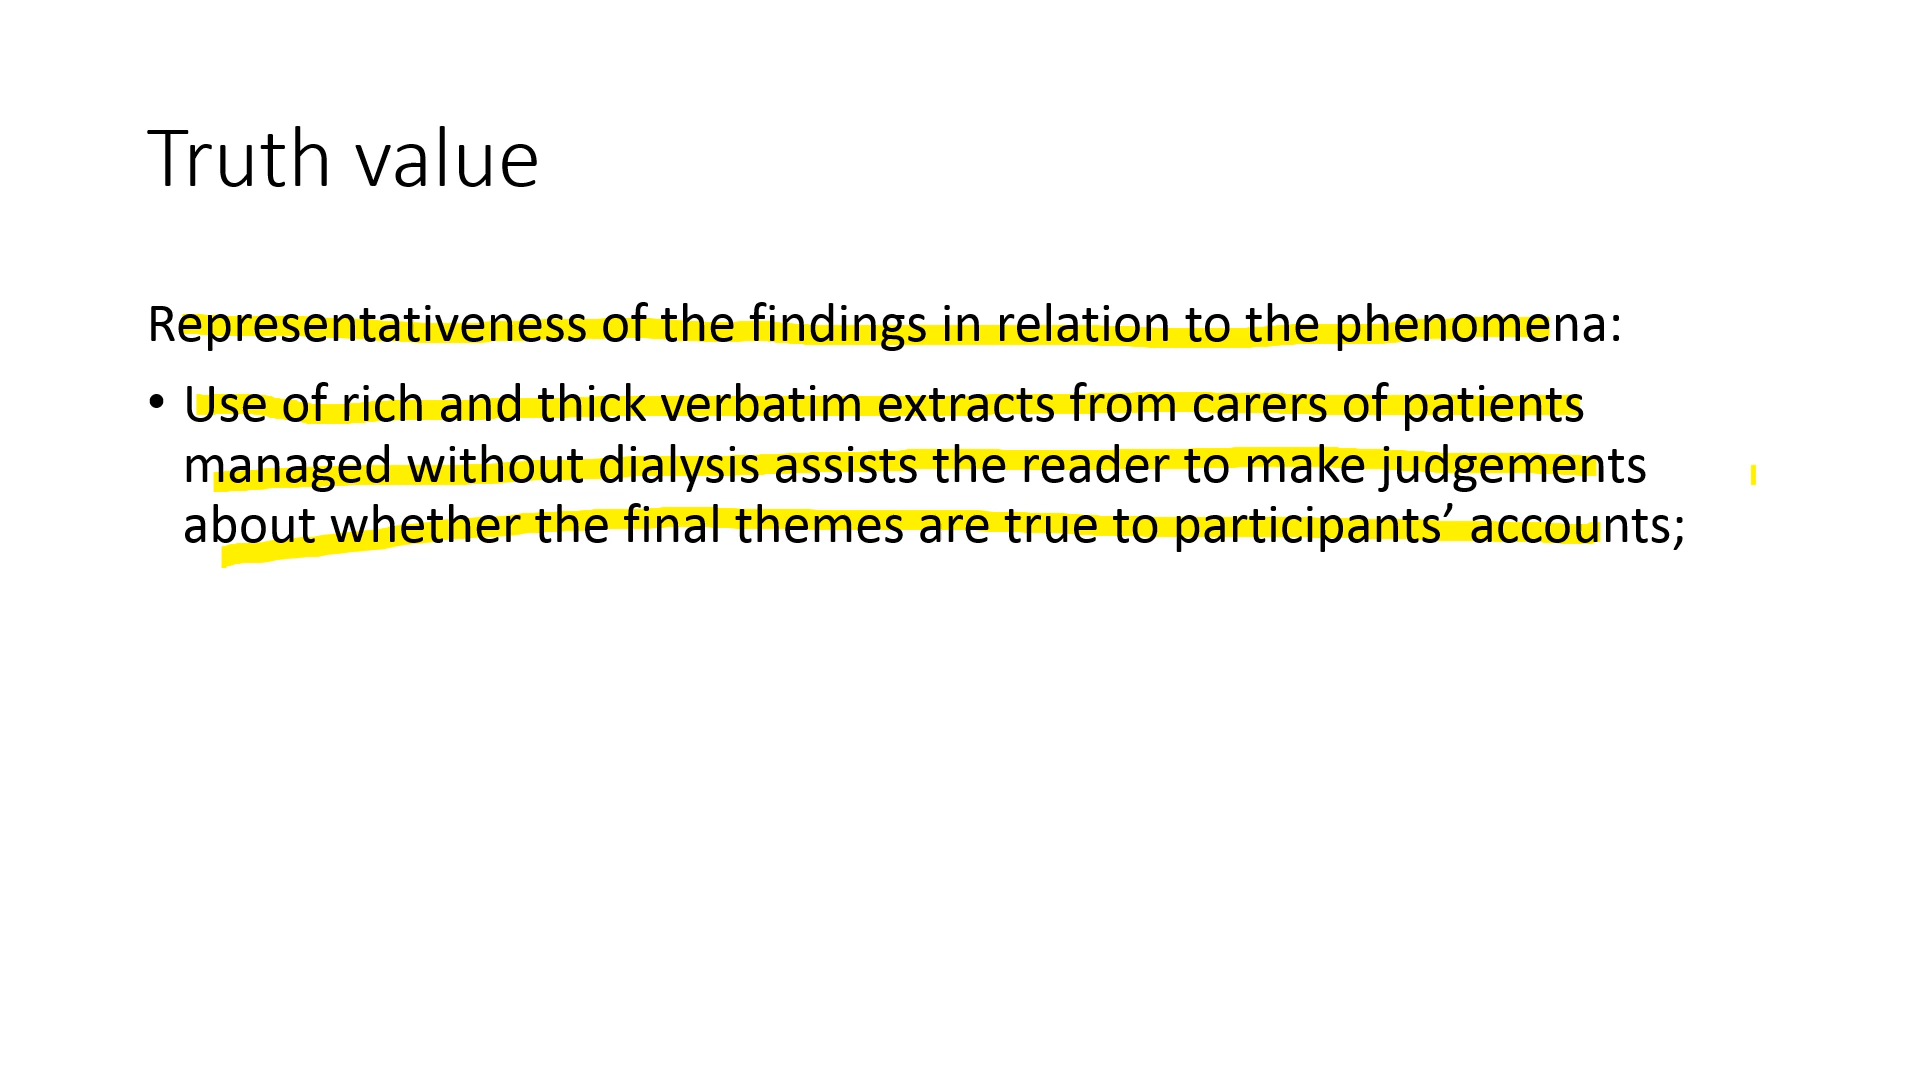 Truth value
Representativeness of the findings in relation to the phenomena:
• Use of rich and thick verbatim extracts from carers of patients
managed without dialysis assists the reader to make judgements
about whether the final themes are true to participants’ accounts;